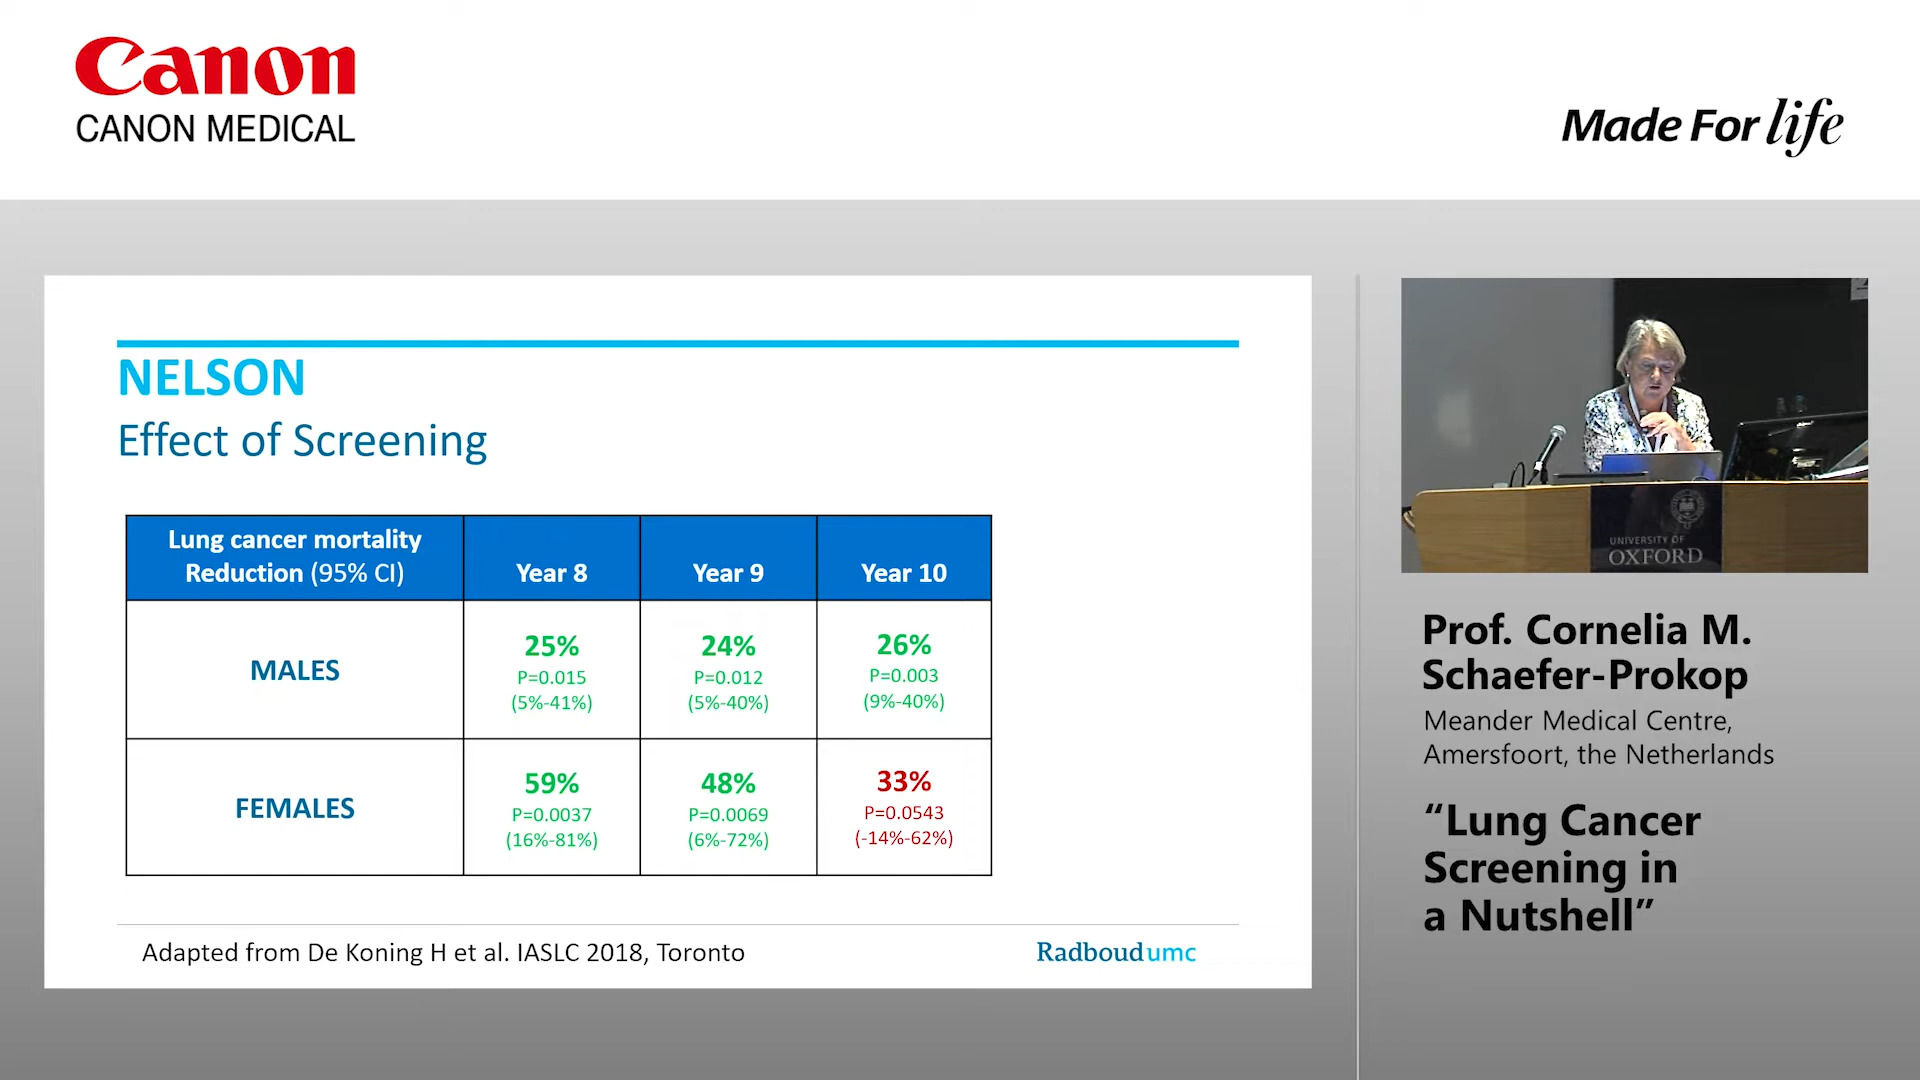 Canon
CANON MEDICAL
Made For life
NELSON
Effect of Screening
Lung cancer mortality
Reduction (95% CI)
Year 8
Year 9
Year 10
MALES
25%
P=0.015
(5%-41%)
24%
P=0.012
(5%-40%)
26%
P=0.003
(9%-40%)
FEMALES
59%
P=0.0037
(16%-81%)
48%
P=0.0069
(6%-72%)
33%
P=0.0543
(-14%-62%)
Adapted from De Koning H et al. IASLC 2018, Toronto
Radboudumc
UNIVERSITY OF
OXFORD
Prof. Cornelia M.
Schaefer-Prokop
Meander Medical Centre,
Amersfoort, the Netherlands
“Lung Cancer
Screening in
a Nutshell”